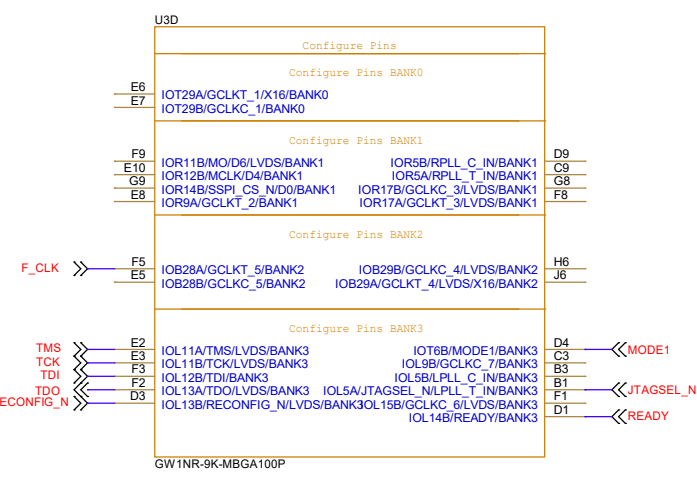 U3D
Configure Pins
Configure Pins BANK0
E6 IOT29A/GCLKT_1/X16/BANK0
E7 IOT29B/GCLKC_1/BANK0
Configure Pins BANK1
F9 IOR11B/MO/D6/LVDS/BANK1 IOR5B/RPLL_C_IN/BANK1 D9
E10 IOR12B/MCLK/D4/BANK1 IOR5A/RPLL_T_IN/BANK1 C9
G9 IOR14B/SSPI_CS_N/D0/BANK1 IOR17B/GCLKC_3/LVDS/BANK1 G8
E8 IOR9A/GCLKT_2/BANK1 IOR17A/GCLKT_3/LVDS/BANK1 F8
Configure Pins BANK2
F_CLK F5 IOB28A/GCLKT_5/BANK2 IOB29B/GCLKC_4/LVDS/BANK2 H6
E5 IOB28B/GCLKC_5/BANK2 IOB29A/GCLKT_4/LVDS/X16/BANK2 J6
Configure Pins BANK3
TMS E2 IOL11A/TMS/LVDS/BANK3 IOT6B/MODE1/BANK3 D4 MODE1
TCK E3 IOL11B/TCK/LVDS/BANK3 IOL9B/GCLKC_7/BANK3 C3
TDI F3 IOL12B/TDI/BANK3 IOL5B/LPLL_C_IN/BANK3 B3
TDO F2 IOL13A/TDO/LVDS/BANK3 IOL5A/JTAGSEL_N/LPLL_T_IN/BANK3 B1 JTAGSEL_N
ECONFIG_N D3 IOL13B/RECONFIG_N/LVDS/BANK3 IOL15B/GCLKC_6/LVDS/BANK3 F1
IOL14B/READY/BANK3 D1 READY
GW1NR-9K-MBGA100P